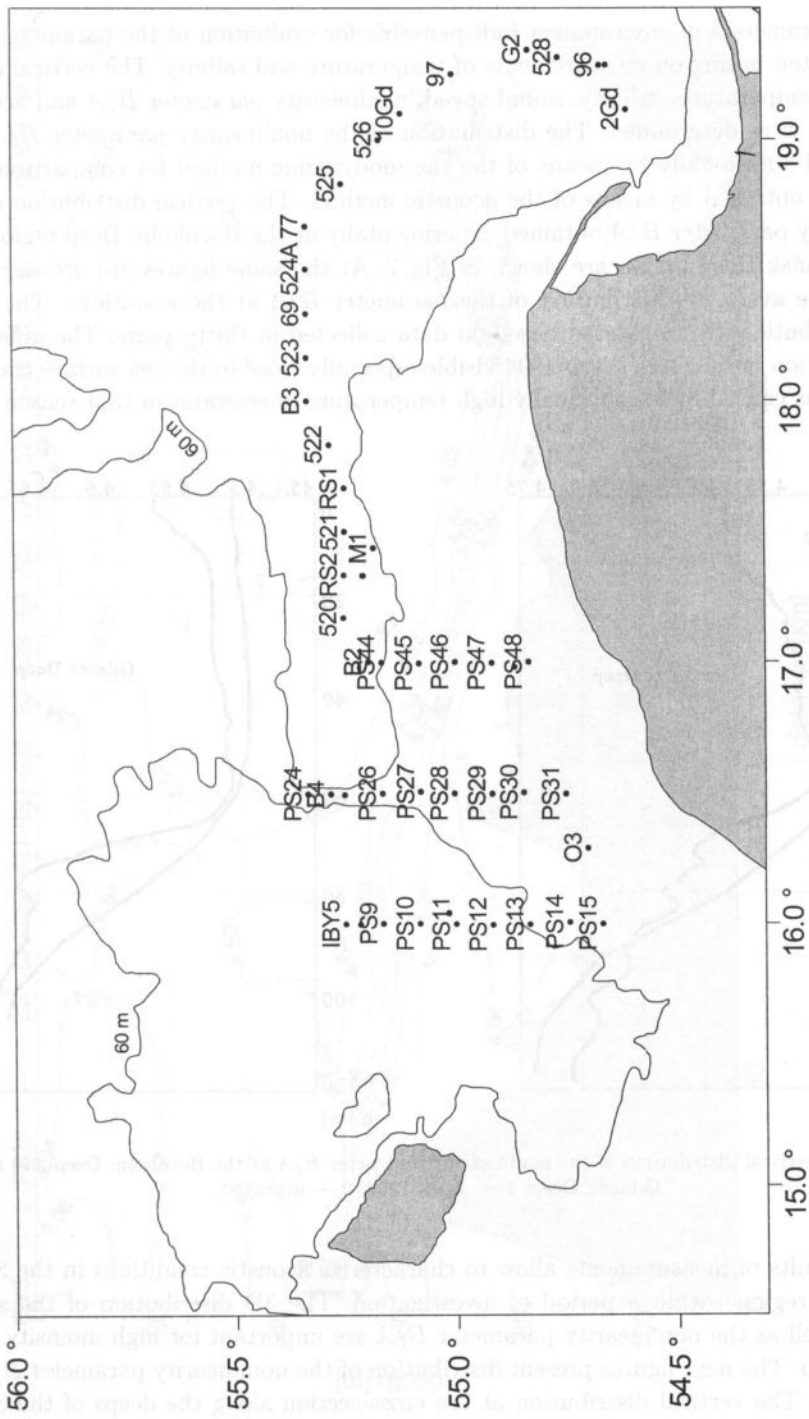 56.0 °
55.5 °
55.0 °
54.5 °
15.0 °
16.0 °
17.0 °
18.0 °
19.0 °
60 m
60 m
IBY5
PS9
PS10
PS11
PS12
PS13
PS14
PS15
O3
PS24
B4
PS26
PS27
PS28
PS29
PS30
PS31
B2
PS44
PS45
PS46
PS47
PS48
520
RS2
521
RS1
M1
522
B3
523
69
524A
77
525
526
10Gd
97
G2
528
96
2Gd